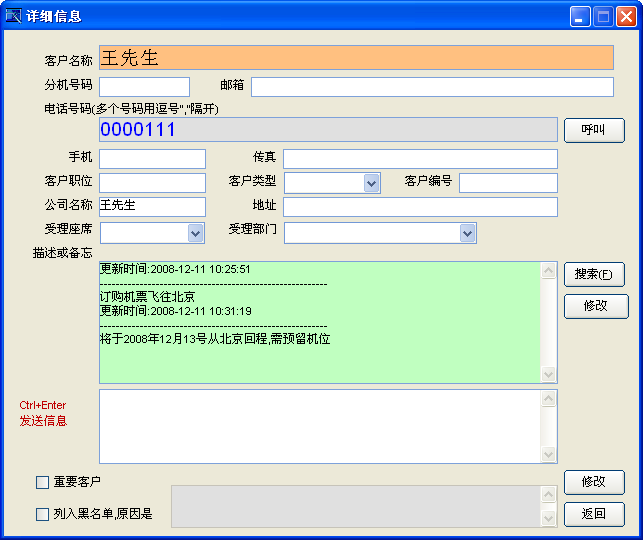 详细信息
客户名称 王先生
分机号码 邮箱
电话号码(多个号码用逗号","隔开)
0000111 呼叫
手机 传真
客户职位 客户类型 客户编号
公司名称 王先生 地址
受理座席 受理部门
描述或备忘
更新时间:2008-12-11 10:25:51
---------------------------------------------------------
订购机票飞往北京
更新时间:2008-12-11 10:31:19
---------------------------------------------------------
将于2008年12月13号从北京回程,需预留机位
搜索(F)
修改
Ctrl+Enter
发送信息
重要客户 修改
列入黑名单,原因是 返回